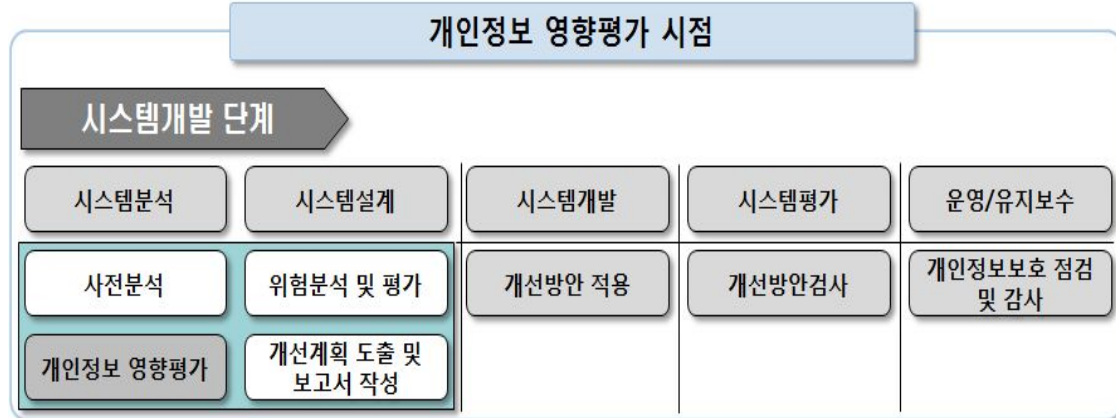 개인정보 영향평가 시점
시스템개발 단계
시스템분석
시스템설계
시스템개발
시스템평가
운영/유지보수
사전분석
위험분석 및 평가
개선방안 적용
개선방안검사
개인정보보호 점검
및 감사
개인정보 영향평가
개선계획 도출 및
보고서 작성